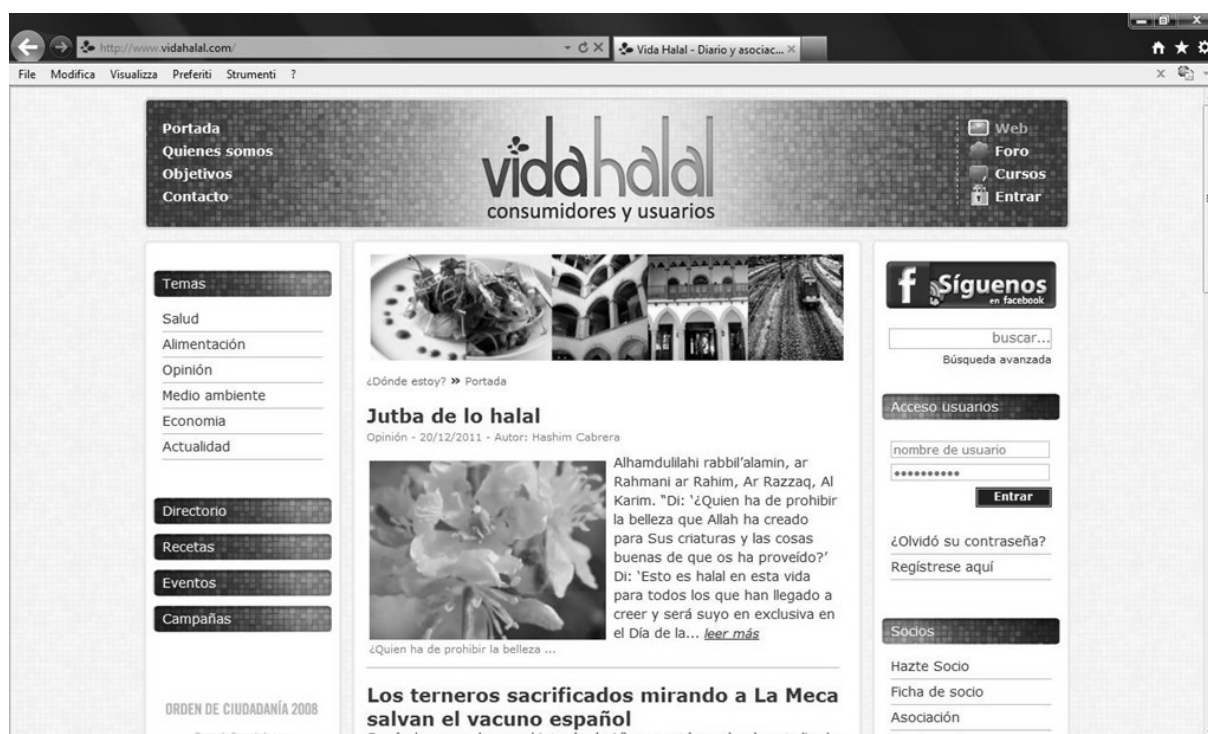 http://www.vidahalal.com/
Vida Halal - Diario y asociac...
File Modifica Visualizza Preferiti Strumenti ?
Portada
Quienes somos
Objetivos
Contacto
vidahalal
consumidores y usuarios
Web
Foro
Cursos
Entrar
Temas
Salud
Alimentación
Opinión
Medio ambiente
Economia
Actualidad
Directorio
Recetas
Eventos
Campañas
ORDEN DE CIUDADANÍA 2008
¿Dónde estoy? » Portada
Jutba de lo halal
Opinión - 20/12/2011 - Autor: Hashim Cabrera
Alhamdulilahi rabbil’alamin, ar
Rahmani ar Rahim, Ar Razzaq, Al
Karim. “Di: ‘¿Quien ha de prohibir
la belleza que Allah ha creado
para Sus criaturas y las cosas
buenas de que os ha proveído?’
Di: ‘Esto es halal en esta vida
para todos los que han llegado a
creer y será suyo en exclusiva en
el Día de la... leer más
¿Quien ha de prohibir la belleza ...
Los terneros sacrificados mirando a La Meca
salvan el vacuno español
f Síguenos
en facebook
buscar...
Búsqueda avanzada
Acceso usuarios
nombre de usuario
••••••••••
Entrar
¿Olvidó su contraseña?
Regístrese aquí
Socios
Hazte Socio
Ficha de socio
Asociación